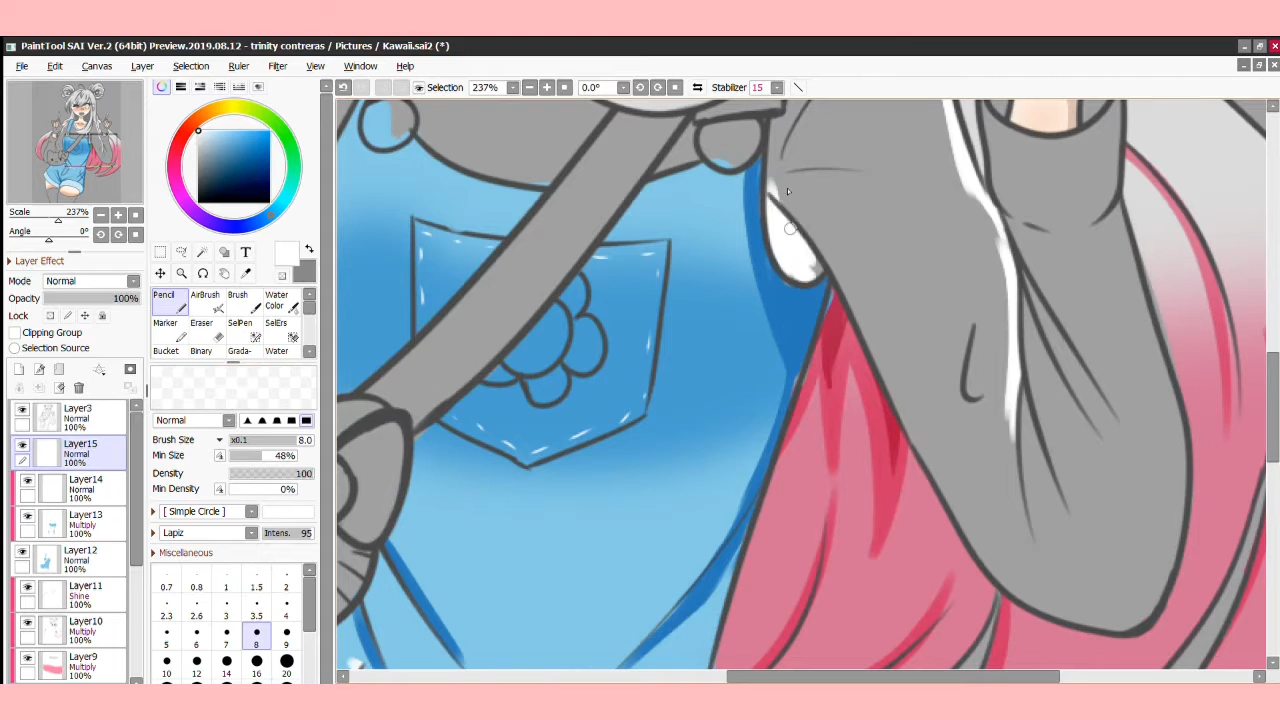 PaintTool SAI Ver.2 (64bit) Preview.2019.08.12 - trinity contreras / Pictures / Kawaii.sai2 (*)
File Edit Canvas Layer Selection Ruler Filter View Window Help
Selection 237% 0.0° Stabilizer 15
Scale 237%
Angle 0°
Layer Effect
Mode Normal
Opacity 100%
Lock
Clipping Group
Selection Source
Layer3
Normal
100%
Layer15
Normal
100%
Layer14
Normal
100%
Layer13
Multiply
100%
Layer12
Normal
100%
Layer11
Shine
100%
Layer10
Multiply
100%
Layer9
Multiply
100%
T
Pencil AirBrush Brush Water Color
Marker Eraser SelPen SelErs
Bucket Binary Grada- Water
Normal
Brush Size x0.1 8.0
Min Size 48%
Density 100
Min Density 0%
[ Simple Circle ]
Lapiz Intens. 95
Miscellaneous
0.7 0.8 1 1.5 2
2.3 2.6 3 3.5 4
5 6 7 8 9
10 12 14 16 20